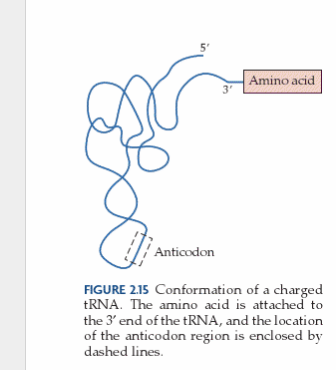 5′
Amino acid
3′
Anticodon
FIGURE 2.15 Conformation of a charged
tRNA. The amino acid is attached to
the 3′ end of the tRNA, and the location
of the anticodon region is enclosed by
dashed lines.